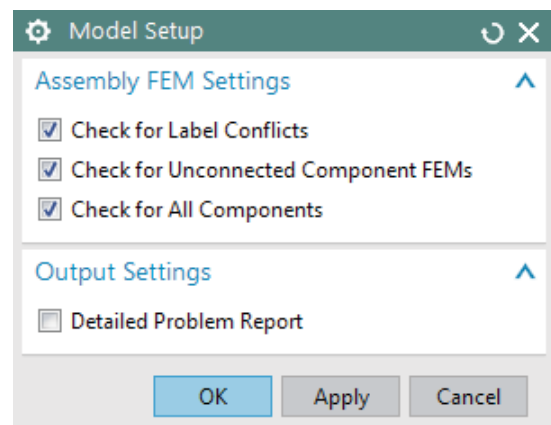 Model Setup
Assembly FEM Settings
Check for Label Conflicts
Check for Unconnected Component FEMs
Check for All Components
Output Settings
Detailed Problem Report
OK Apply Cancel